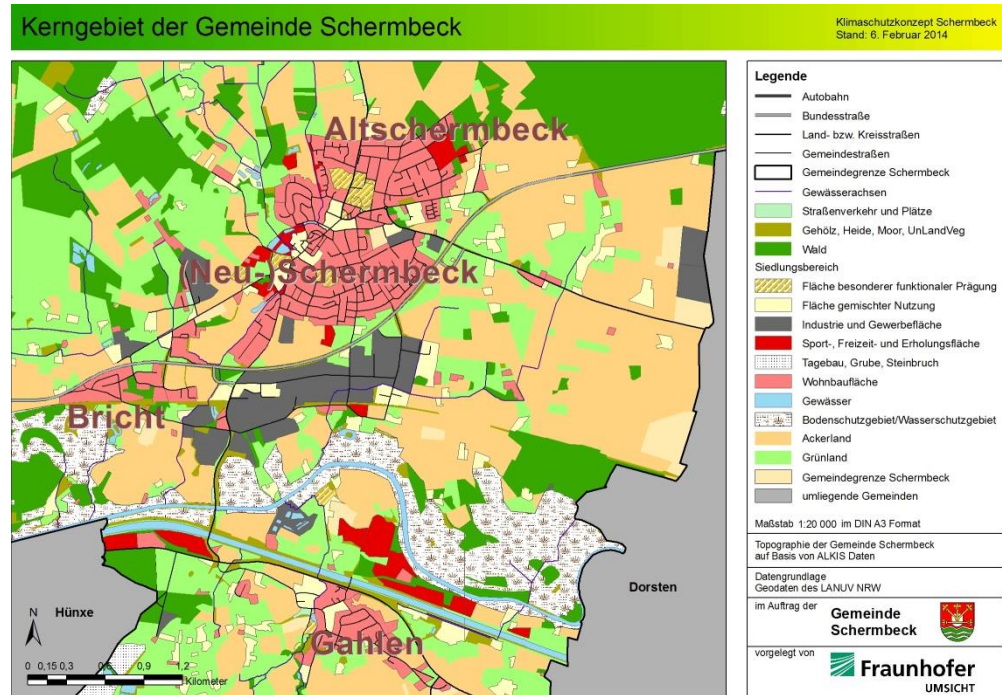 Kerngebiet der Gemeinde Schermbeck
Klimaschutzkonzept Schermbeck
Stand: 6. Februar 2014
Altschermbeck
(Neu-)Schermbeck
Bricht
Gahlen
Hünxe
Dorsten
N
0 0,15 0,3 0,6 0,9 1,2
Kilometer
Legende
Autobahn
Bundesstraße
Land- bzw. Kreisstraßen
Gemeindestraßen
Gemeindegrenze Schermbeck
Gewässerachsen
Straßenverkehr und Plätze
Gehölz, Heide, Moor, UnLandVeg
Wald
Siedlungsbereich
Fläche besonderer funktionaler Prägung
Fläche gemischter Nutzung
Industrie und Gewerbefläche
Sport-, Freizeit- und Erholungsfläche
Tagebau, Grube, Steinbruch
Wohnbaufläche
Gewässer
Bodenschutzgebiet/Wasserschutzgebiet
Ackerland
Grünland
Gemeindegrenze Schermbeck
umliegende Gemeinden
Maßstab 1:20 000 im DIN A3 Format
Topographie der Gemeinde Schermbeck
auf Basis von ALKIS Daten
Datengrundlage
Geodaten des LANUV NRW
im Auftrag der
Gemeinde
Schermbeck
vorgelegt von
Fraunhofer
UMSICHT